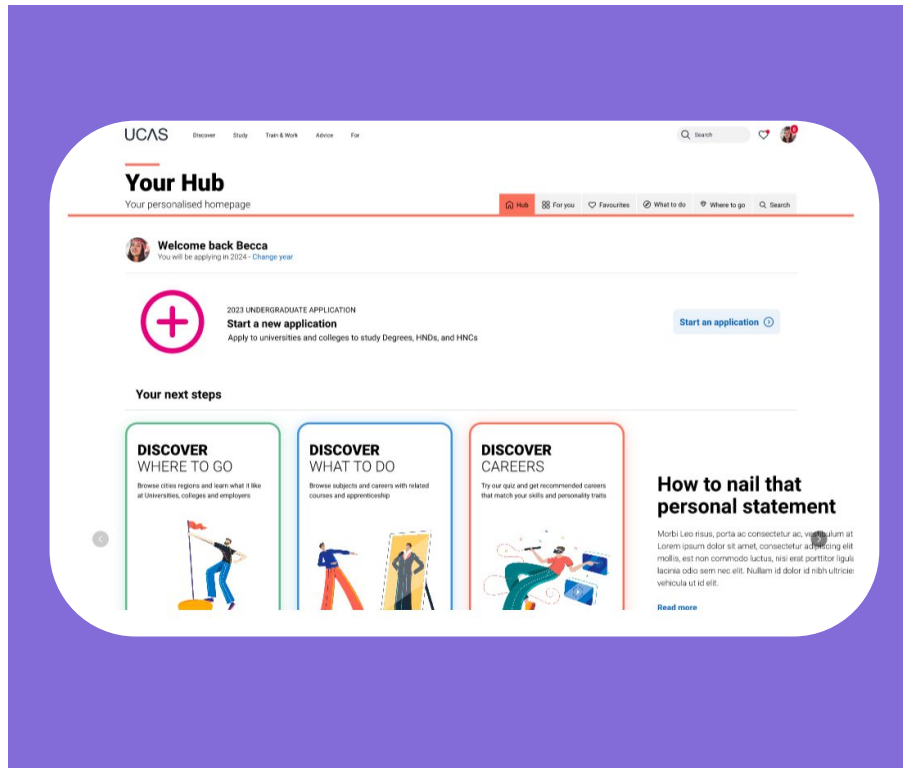 UCAS
Discover Study Train & Work Advice For
Search
Your Hub
Your personalised homepage
Hub For you Favourites What to do Where to go Search
Welcome back Becca
You will be applying in 2024 - Change year
2023 UNDERGRADUATE APPLICATION
Start a new application
Apply to universities and colleges to study Degrees, HNDs, and HNCs
Start an application
Your next steps
DISCOVER
WHERE TO GO
Browse cities regions and learn what it like
at Universities, colleges and employers
DISCOVER
WHAT TO DO
Browse subjects and careers with related
courses and apprenticeship
DISCOVER
CAREERS
Try our quiz and get recommended careers
that match your skills and personality traits
How to nail that
personal statement
Morbi Leo risus, porta ac consectetur ac, vestibulum at
Lorem ipsum dolor sit amet, consectetur adipiscing elit
mollis, est non commodo luctus, nisi erat porttitor ligula
lacinia odio sem nec elit. Nullam id dolor id nibh ultricies
vehicula ut id elit.
Read more